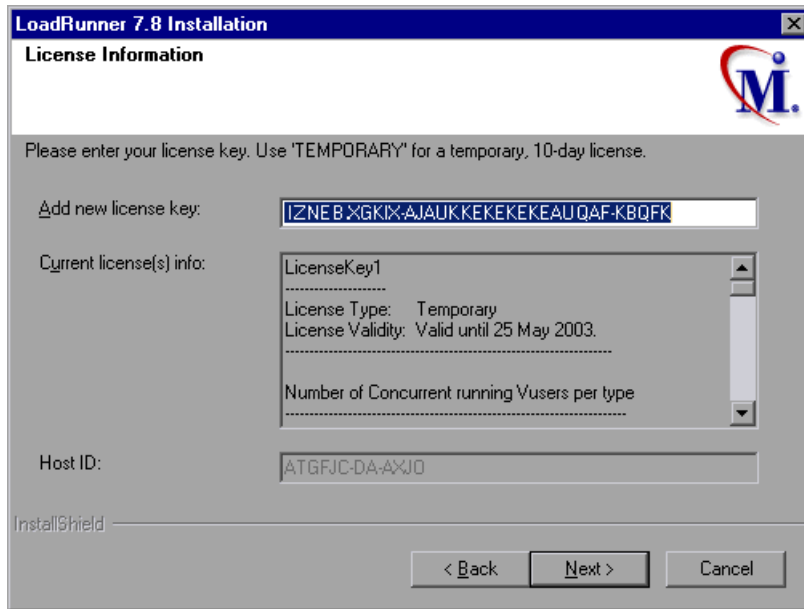 LoadRunner 7.8 Installation
License Information
M.
Please enter your license key. Use 'TEMPORARY' for a temporary, 10-day license.
Add new license key:
IZNEB.XGKIX-AJAUKKEKEKEKEAUQAF-KBQFK
Current license(s) info:
LicenseKey1
--------------------
License Type: Temporary
License Validity: Valid until 25 May 2003.
-----------------------------------------------------------------
Number of Concurrent running Vusers per type
--------------------------------------------------------------------
Host ID:
ATGFJC-DA-AXJO
InstallShield
< Back
Next >
Cancel